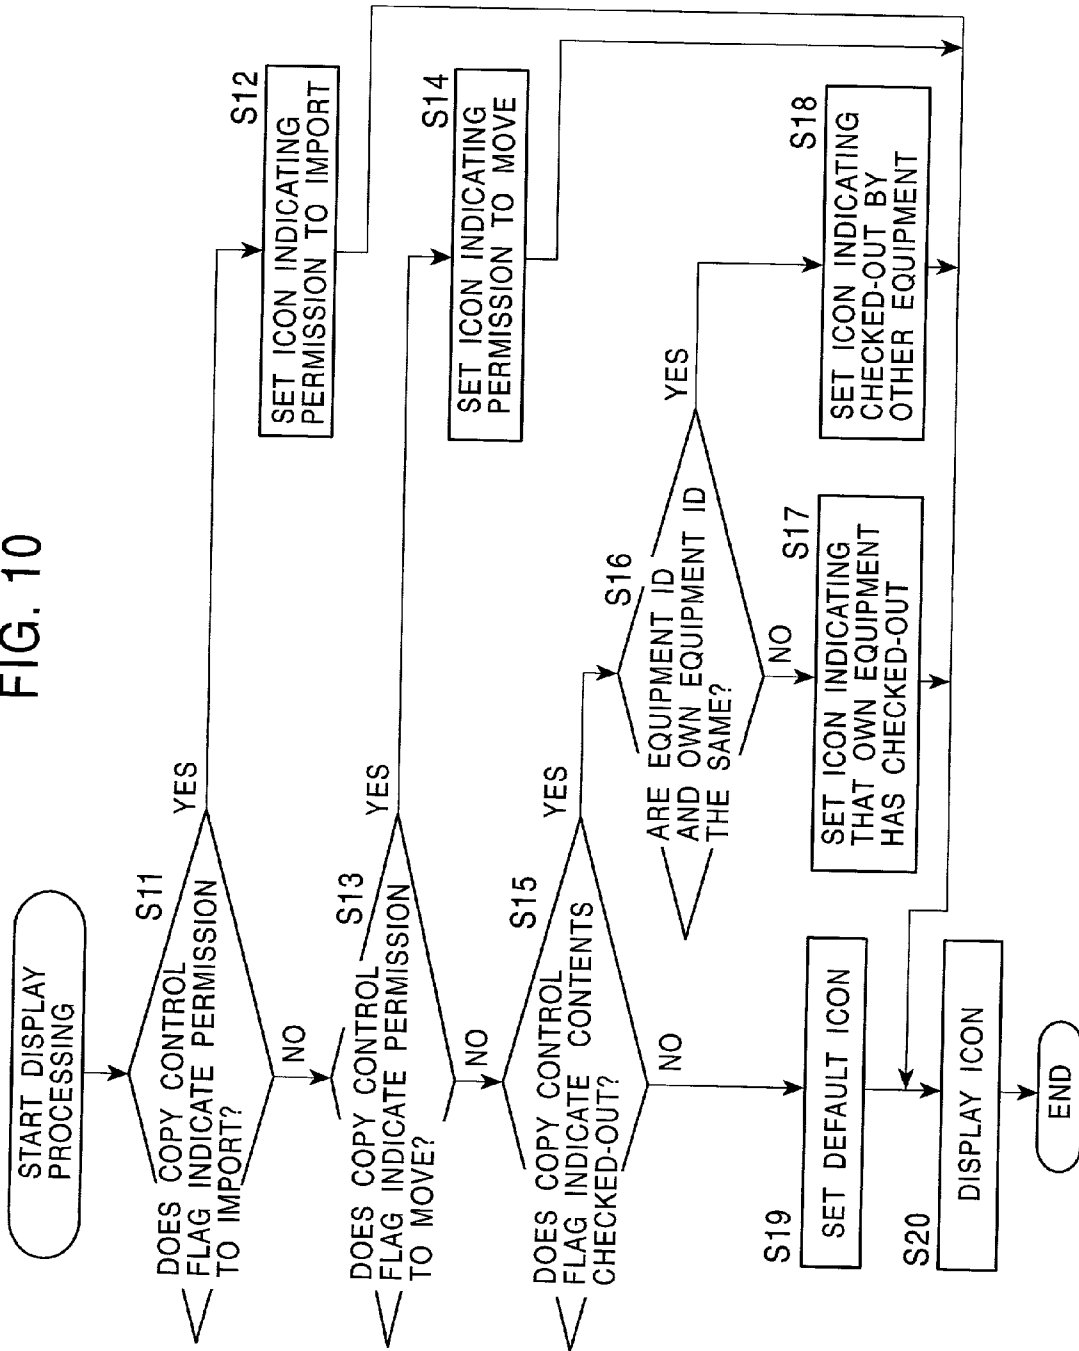 FIG. 10
START DISPLAY
PROCESSING
S11
DOES COPY CONTROL
FLAG INDICATE PERMISSION
TO IMPORT?
YES
NO
S12
SET ICON INDICATING
PERMISSION TO IMPORT
S13
DOES COPY CONTROL
FLAG INDICATE PERMISSION
TO MOVE?
YES
NO
S14
SET ICON INDICATING
PERMISSION TO MOVE
S15
DOES COPY CONTROL
FLAG INDICATE CONTENTS
CHECKED-OUT?
YES
NO
S16
ARE EQUIPMENT ID
AND OWN EQUIPMENT ID
THE SAME?
YES
NO
S17
SET ICON INDICATING
THAT OWN EQUIPMENT
HAS CHECKED-OUT
S18
SET ICON INDICATING
CHECKED-OUT BY
OTHER EQUIPMENT
S19
SET DEFAULT ICON
S20
DISPLAY ICON
END